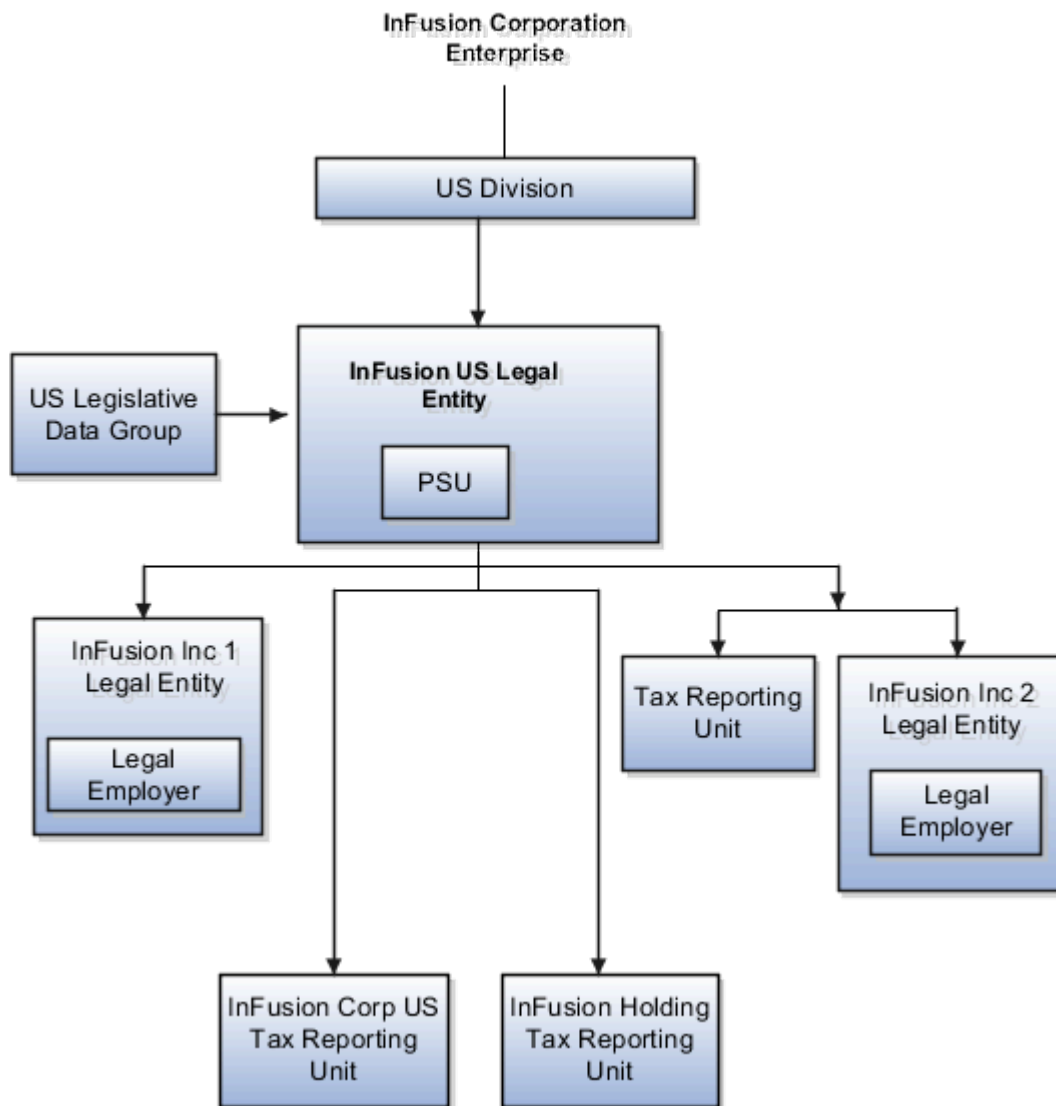 InFusion Corporation
Enterprise
US Division
InFusion US Legal
Entity
US Legislative
Data Group
PSU
InFusion Inc 1
Legal Entity
Legal
Employer
Tax Reporting
Unit
InFusion Inc 2
Legal Entity
Legal
Employer
InFusion Corp US
Tax Reporting
Unit
InFusion Holding
Tax Reporting
Unit